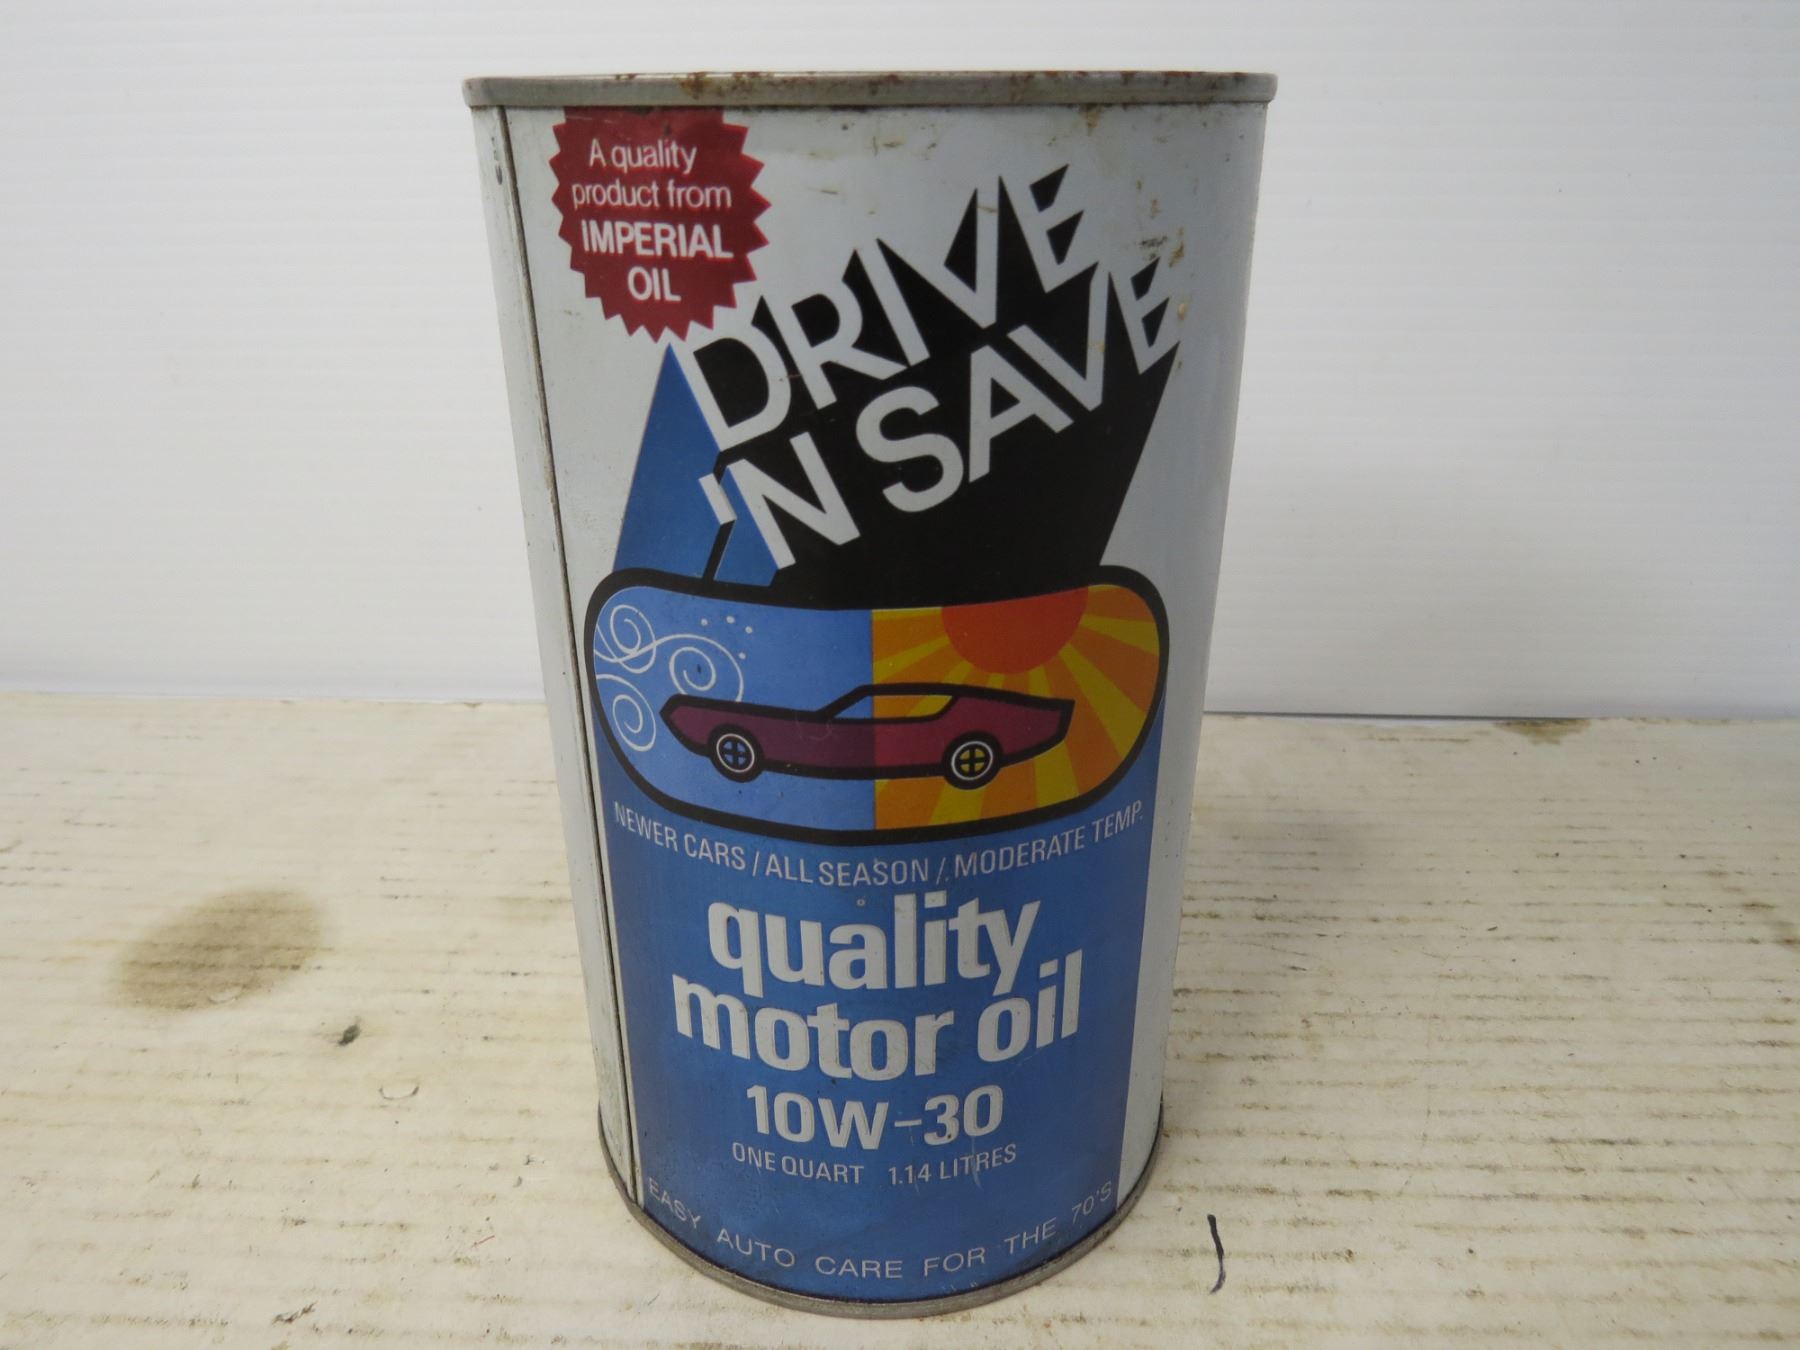 A quality
product from
IMPERIAL
OIL
DRIVE
'N SAVE
NEWER CARS / ALL SEASON / MODERATE TEMP.
quality
motor oil
10W-30
ONE QUART 1.14 LITRES
EASY AUTO CARE FOR THE 70'S